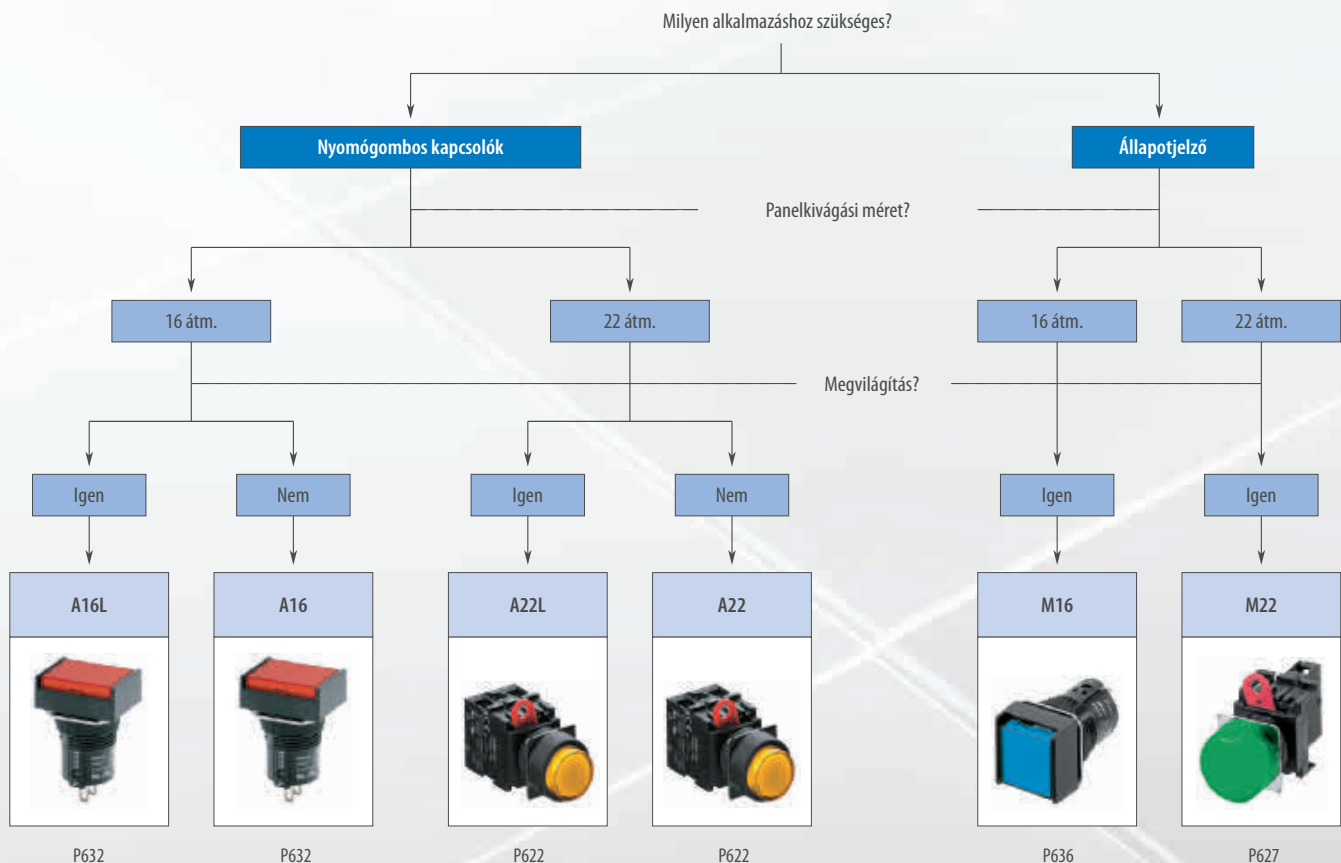 Milyen alkalmazáshoz szükséges?
Nyomógombos kapcsolók
Állapotjelző
Panelkivágási méret?
16 átm.
22 átm.
16 átm.
22 átm.
Megvilágítás?
Igen
Nem
Igen
Nem
Igen
Igen
A16L
A16
A22L
A22
M16
M22
P632
P632
P622
P622
P636
P627